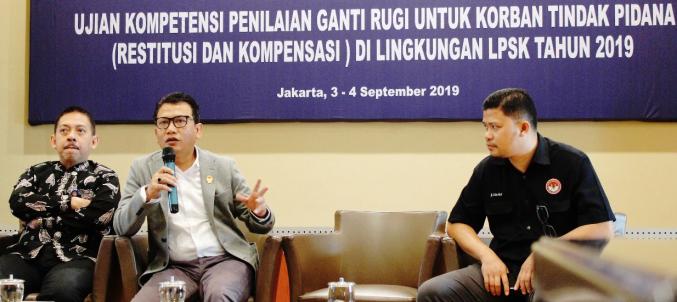 UJIAN KOMPETENSI PENILAIAN GANTI RUGI UNTUK KORBAN TINDAK PIDANA
(RESTITUSI DAN KOMPENSASI ) DI LINGKUNGAN LPSK TAHUN 2019
Jakarta, 3 - 4 September 2019